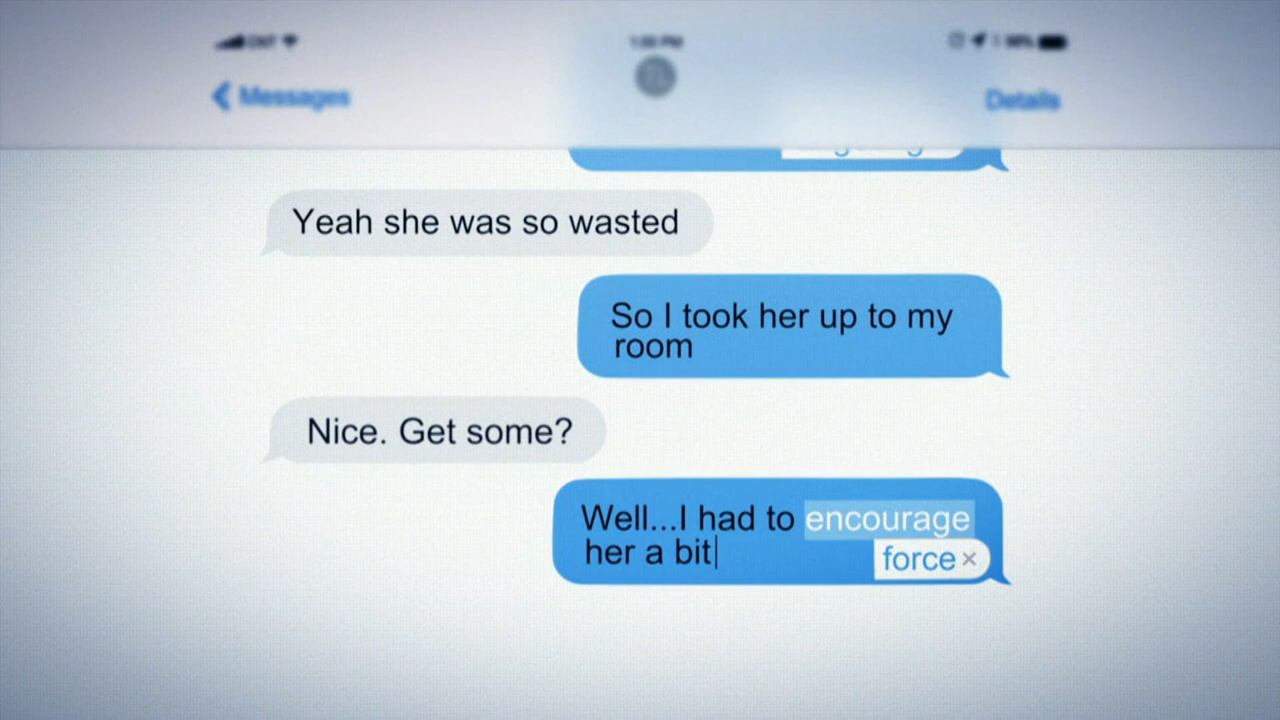 Messages
Details
Yeah she was so wasted
So I took her up to my
room
Nice. Get some?
Well...I had to encourage
her a bit
force ×